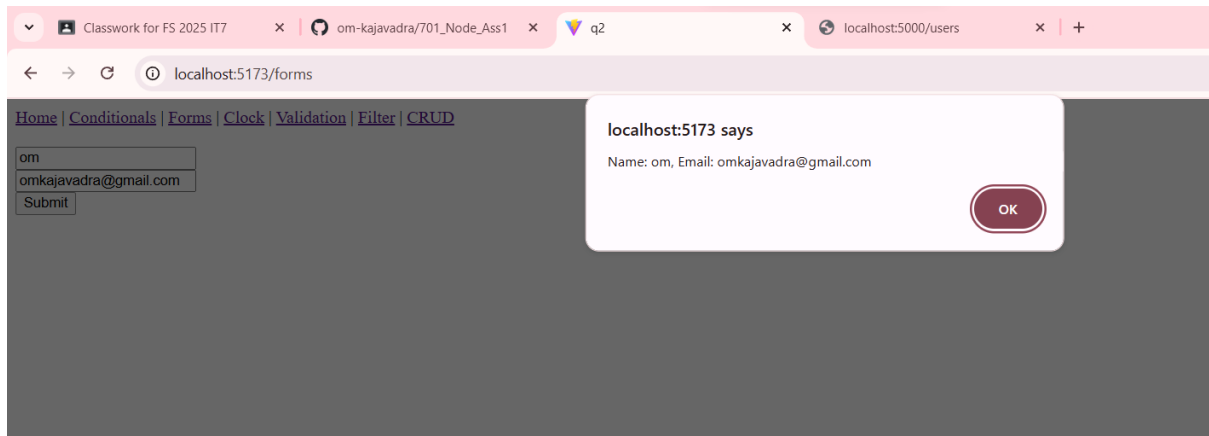 Classwork for FS 2025 IT7
om-kajavadra/701_Node_Ass1
q2
localhost:5000/users
localhost:5173/forms
Home | Conditionals | Forms | Clock | Validation | Filter | CRUD
om
omkajavadra@gmail.com
Submit
localhost:5173 says
Name: om, Email: omkajavadra@gmail.com
OK